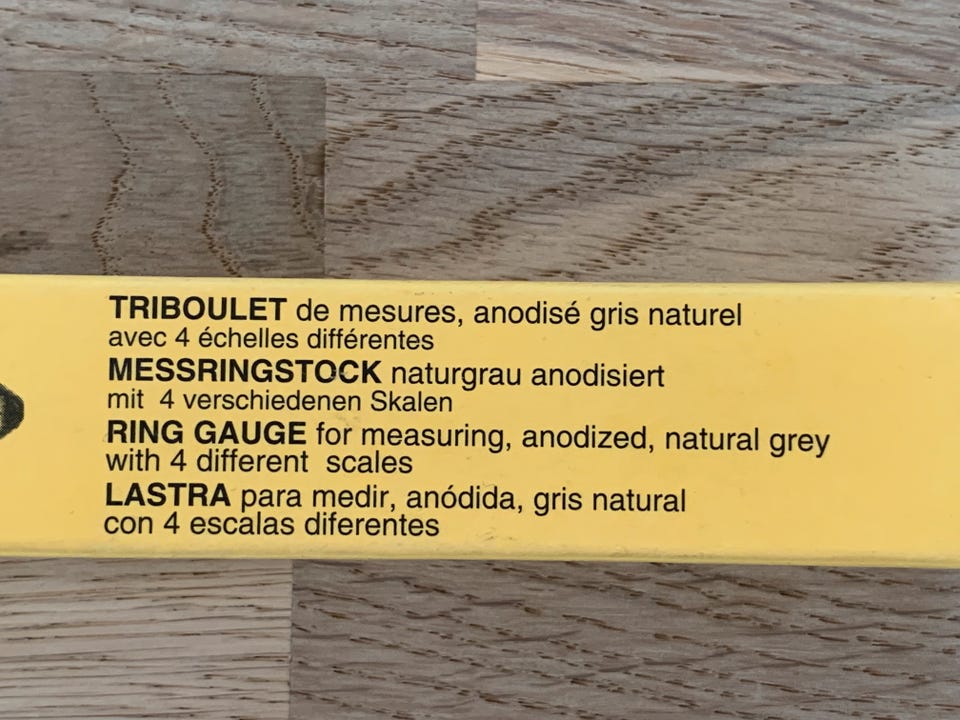 TRIBOULET de mesures, anodisé gris naturel
avec 4 échelles différentes
MESSRINGSTOCK naturgrau anodisiert
mit 4 verschiedenen Skalen
RING GAUGE for measuring, anodized, natural grey
with 4 different scales
LASTRA para medir, anódida, gris natural
con 4 escalas diferentes